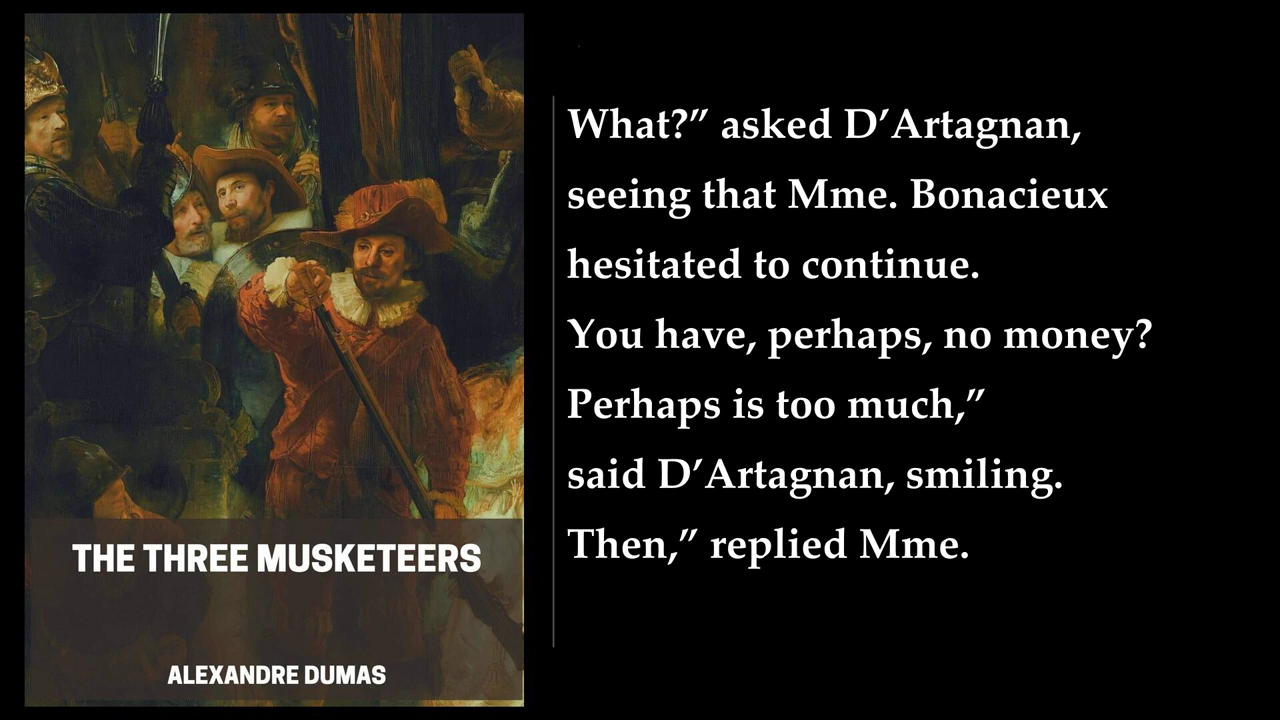 What?” asked D’Artagnan,
seeing that Mme. Bonacieux
hesitated to continue.
You have, perhaps, no money?
Perhaps is too much,”
said D’Artagnan, smiling.
Then,” replied Mme.
THE THREE MUSKETEERS
ALEXANDRE DUMAS